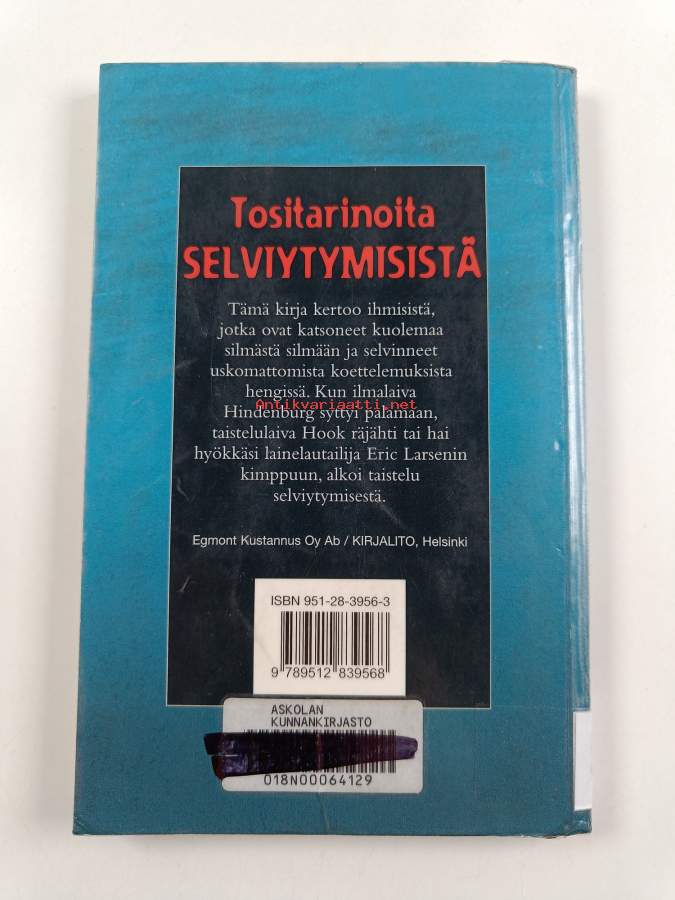 Tositarinoita
SELVIYTYMISISTÄ
Tämä kirja kertoo ihmisistä,
jotka ovat katsoneet kuolemaa
silmästä silmään ja selvinneet
uskomattomista koettelemuksista
hengissä. Kun ilmalaiva
Antikvariaatti.net
Hindenburg syttyi palamaan,
taistelulaiva Hook räjähti tai hai
hyökkäsi lainelautailija Eric Larsenin
kimppuun, alkoi taistelu
selviytymisestä.
Egmont Kustannus Oy Ab / KIRJALITO, Helsinki
ISBN 951-28-3956-3
9 789512 839568
ASKOLAN
KUNNANKIRJASTO
018N00064129